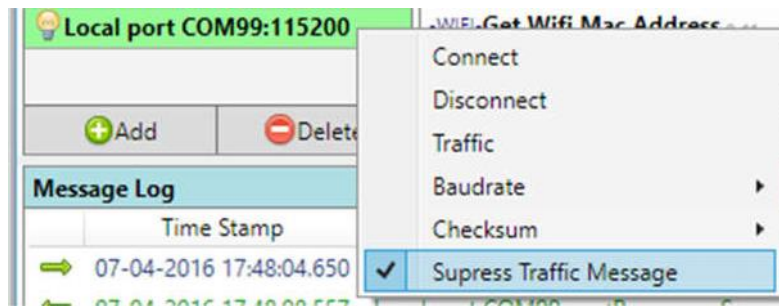 Local port COM99:115200
-WIFI-Get Wifi Mac Address
Connect
Disconnect
Add
Delete
Traffic
Message Log
Baudrate
Time Stamp
Checksum
07-04-2016 17:48:04.650
Supress Traffic Message